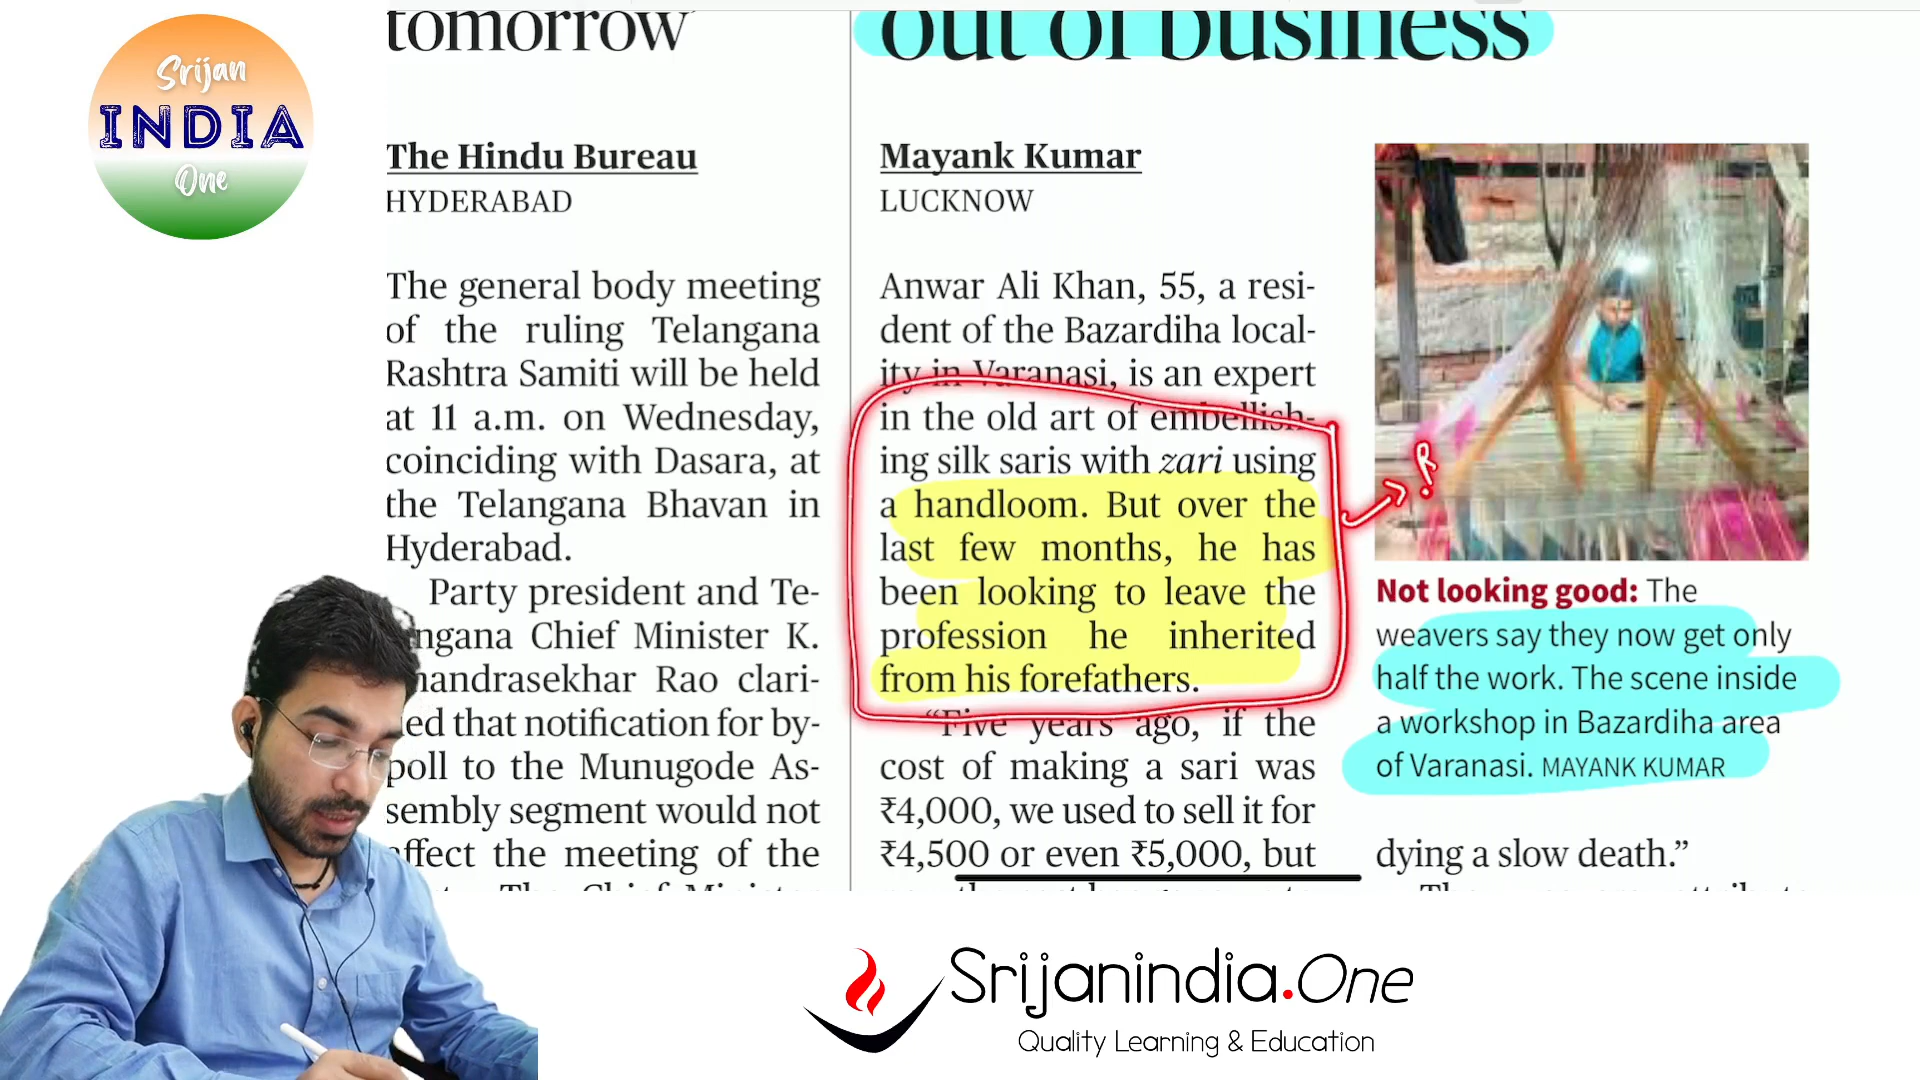 Srijan
INDIA
One
tomorrow
The Hindu Bureau
HYDERABAD
The general body meeting
of the ruling Telangana
Rashtra Samiti will be held
at 11 a.m. on Wednesday,
coinciding with Dasara, at
the Telangana Bhavan in
Hyderabad.
Party president and Te-
ngana Chief Minister K.
handrasekhar Rao clari-
ied that notification for by-
poll to the Munugode As-
sembly segment would not
affect the meeting of the
The Chief Minister
out of business
Mayank Kumar
LUCKNOW
Anwar Ali Khan, 55, a resi-
dent of the Bazardiha local-
ity in Varanasi, is an expert
in the old art of embellish-
ing silk saris with zari using
a handloom. But over the
last few months, he has
been looking to leave the
profession he inherited
from his forefathers.
“Five years ago, if the
cost of making a sari was
₹4,000, we used to sell it for
₹4,500 or even ₹5,000, but
Not looking good: The
weavers say they now get only
half the work. The scene inside
a workshop in Bazardiha area
of Varanasi. MAYANK KUMAR
dying a slow death.”
Srijanindia.One
Quality Learning & Education